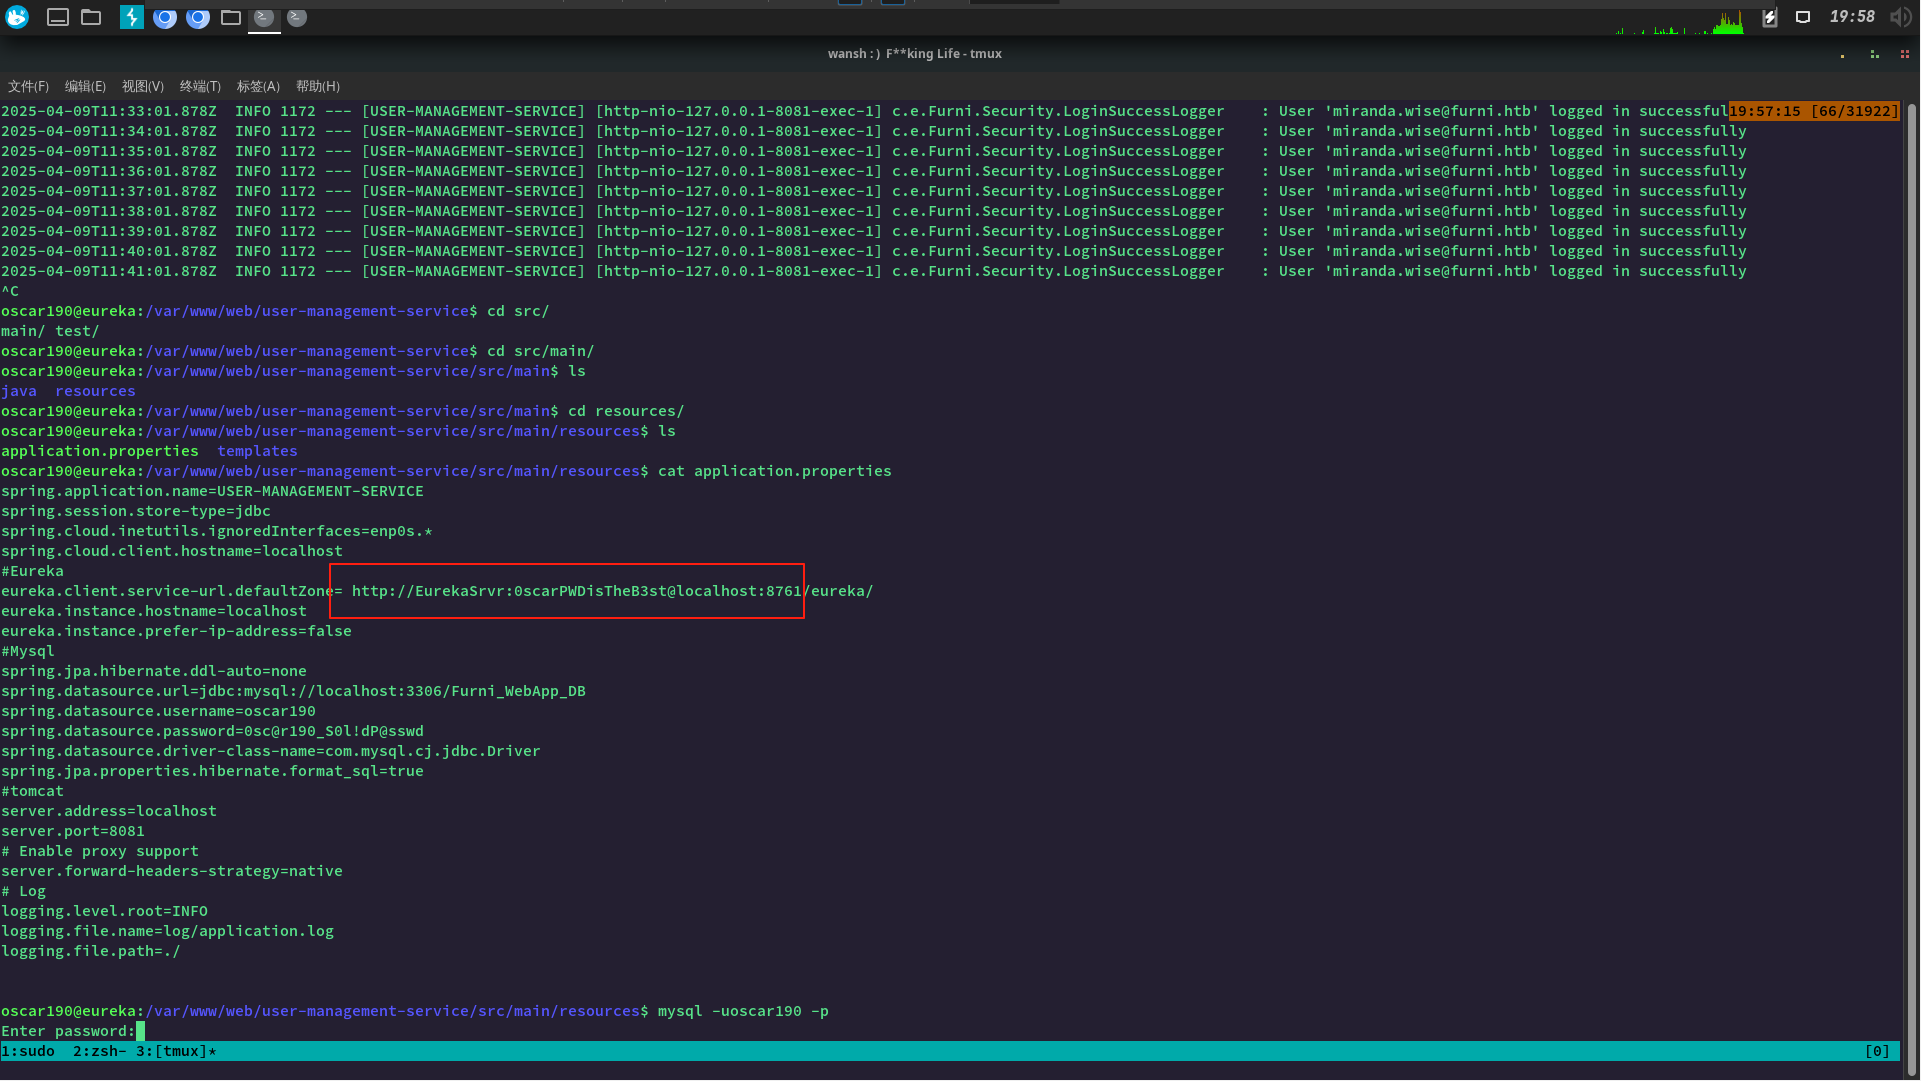 19:58
wansh :) F**king Life - tmux
文件(F) 编辑(E) 视图(V) 终端(T) 标签(A) 帮助(H)
2025-04-09T11:33:01.878Z  INFO 1172 --- [USER-MANAGEMENT-SERVICE] [http-nio-127.0.0.1-8081-exec-1] c.e.Furni.Security.LoginSuccessLogger    : User 'miranda.wise@furni.htb' logged in successful19:57:15 [66/31922]
2025-04-09T11:34:01.878Z  INFO 1172 --- [USER-MANAGEMENT-SERVICE] [http-nio-127.0.0.1-8081-exec-1] c.e.Furni.Security.LoginSuccessLogger    : User 'miranda.wise@furni.htb' logged in successfully
2025-04-09T11:35:01.878Z  INFO 1172 --- [USER-MANAGEMENT-SERVICE] [http-nio-127.0.0.1-8081-exec-1] c.e.Furni.Security.LoginSuccessLogger    : User 'miranda.wise@furni.htb' logged in successfully
2025-04-09T11:36:01.878Z  INFO 1172 --- [USER-MANAGEMENT-SERVICE] [http-nio-127.0.0.1-8081-exec-1] c.e.Furni.Security.LoginSuccessLogger    : User 'miranda.wise@furni.htb' logged in successfully
2025-04-09T11:37:01.878Z  INFO 1172 --- [USER-MANAGEMENT-SERVICE] [http-nio-127.0.0.1-8081-exec-1] c.e.Furni.Security.LoginSuccessLogger    : User 'miranda.wise@furni.htb' logged in successfully
2025-04-09T11:38:01.878Z  INFO 1172 --- [USER-MANAGEMENT-SERVICE] [http-nio-127.0.0.1-8081-exec-1] c.e.Furni.Security.LoginSuccessLogger    : User 'miranda.wise@furni.htb' logged in successfully
2025-04-09T11:39:01.878Z  INFO 1172 --- [USER-MANAGEMENT-SERVICE] [http-nio-127.0.0.1-8081-exec-1] c.e.Furni.Security.LoginSuccessLogger    : User 'miranda.wise@furni.htb' logged in successfully
2025-04-09T11:40:01.878Z  INFO 1172 --- [USER-MANAGEMENT-SERVICE] [http-nio-127.0.0.1-8081-exec-1] c.e.Furni.Security.LoginSuccessLogger    : User 'miranda.wise@furni.htb' logged in successfully
2025-04-09T11:41:01.878Z  INFO 1172 --- [USER-MANAGEMENT-SERVICE] [http-nio-127.0.0.1-8081-exec-1] c.e.Furni.Security.LoginSuccessLogger    : User 'miranda.wise@furni.htb' logged in successfully
^C
oscar190@eureka:/var/www/web/user-management-service$ cd src/
main/ test/
oscar190@eureka:/var/www/web/user-management-service$ cd src/main/
oscar190@eureka:/var/www/web/user-management-service/src/main$ ls
java  resources
oscar190@eureka:/var/www/web/user-management-service/src/main$ cd resources/
oscar190@eureka:/var/www/web/user-management-service/src/main/resources$ ls
application.properties  templates
oscar190@eureka:/var/www/web/user-management-service/src/main/resources$ cat application.properties
spring.application.name=USER-MANAGEMENT-SERVICE
spring.session.store-type=jdbc
spring.cloud.inetutils.ignoredInterfaces=enp0s.*
spring.cloud.client.hostname=localhost
#Eureka
eureka.client.service-url.defaultZone= http://EurekaSrvr:0scarPWDisTheB3st@localhost:8761/eureka/
eureka.instance.hostname=localhost
eureka.instance.prefer-ip-address=false
#Mysql
spring.jpa.hibernate.ddl-auto=none
spring.datasource.url=jdbc:mysql://localhost:3306/Furni_WebApp_DB
spring.datasource.username=oscar190
spring.datasource.password=0sc@r190_S0l!dP@sswd
spring.datasource.driver-class-name=com.mysql.cj.jdbc.Driver
spring.jpa.properties.hibernate.format_sql=true
#tomcat
server.address=localhost
server.port=8081
# Enable proxy support
server.forward-headers-strategy=native
# Log
logging.level.root=INFO
logging.file.name=log/application.log
logging.file.path=./
oscar190@eureka:/var/www/web/user-management-service/src/main/resources$ mysql -uoscar190 -p
Enter password:
1:sudo  2:zsh- 3:[tmux]* [0]